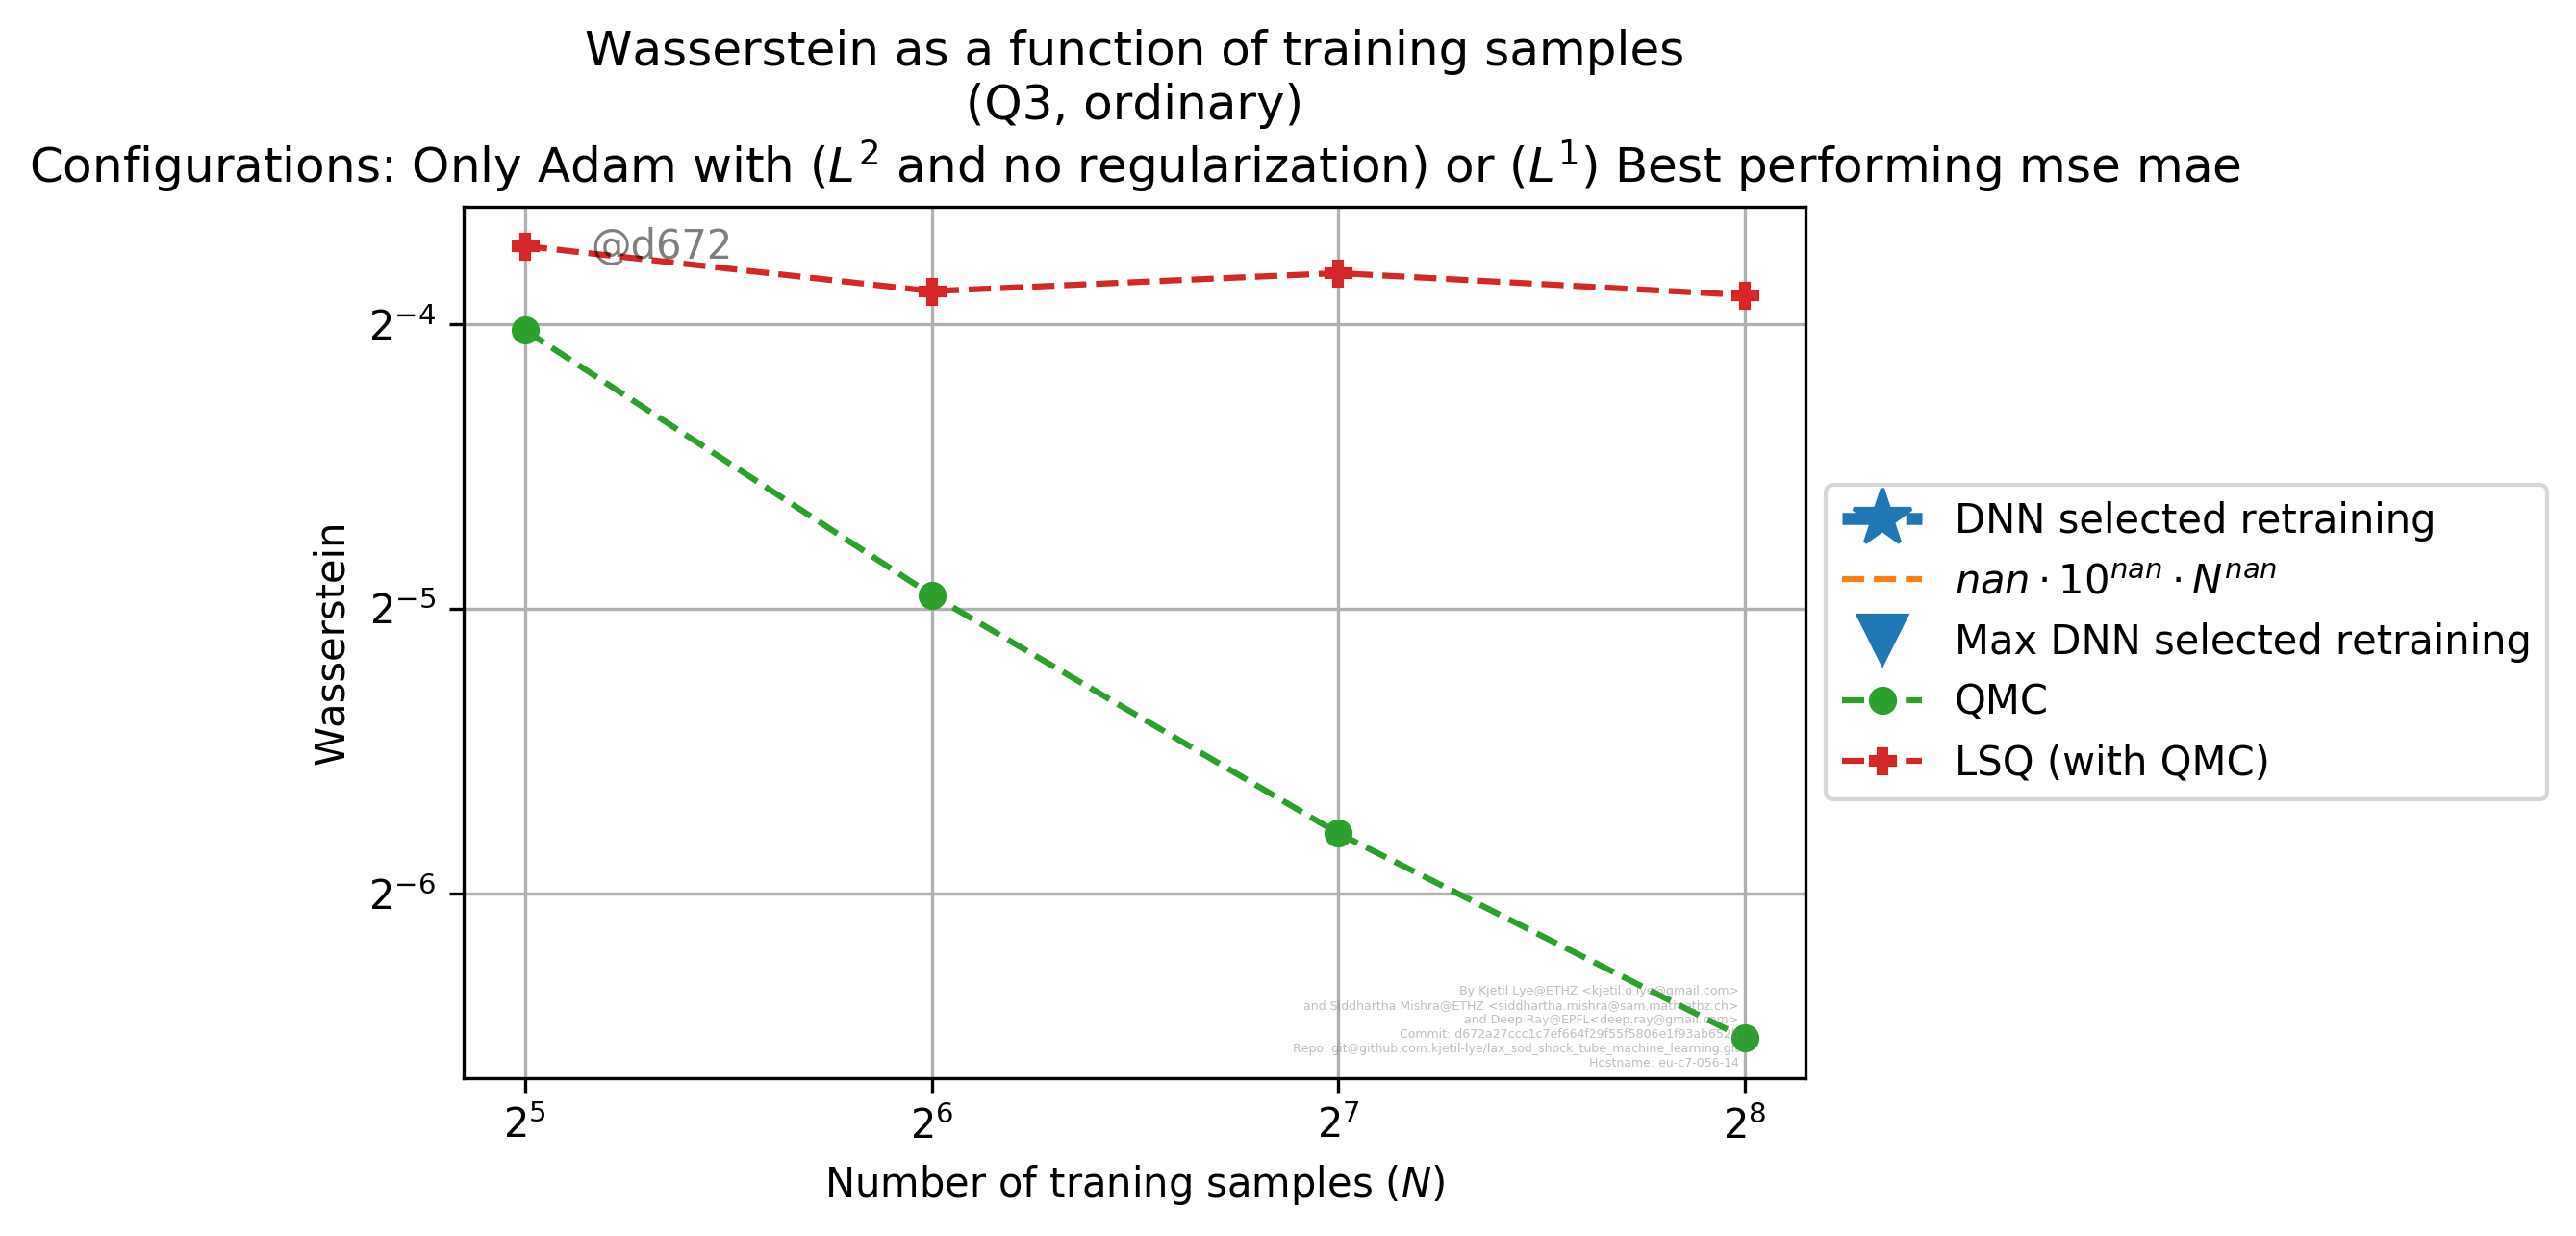 Wasserstein as a function of training samples
(Q3, ordinary)
Configurations: Only Adam with (L² and no regularization) or (L¹) Best performing mse mae
@d672
2⁻⁴
2⁻⁵
2⁻⁶
Wasserstein
DNN selected retraining
nan · 10ⁿᵃⁿ · Nⁿᵃⁿ
Max DNN selected retraining
QMC
LSQ (with QMC)
By Kjetil Lye@ETHZ <kjetil.o.lye@gmail.com>
and Siddhartha Mishra@ETHZ <siddhartha.mishra@sam.math.ethz.ch>
and Deep Ray@EPFL<deep.ray@gmail.com>
Commit:
Repo: git@github.com:kjetil-lye/lax_sod_shock_tube_machine_learning.git
Hostname: eu-c7-056-14
2⁵ 2⁶ 2⁷ 2⁸
Number of traning samples (N)